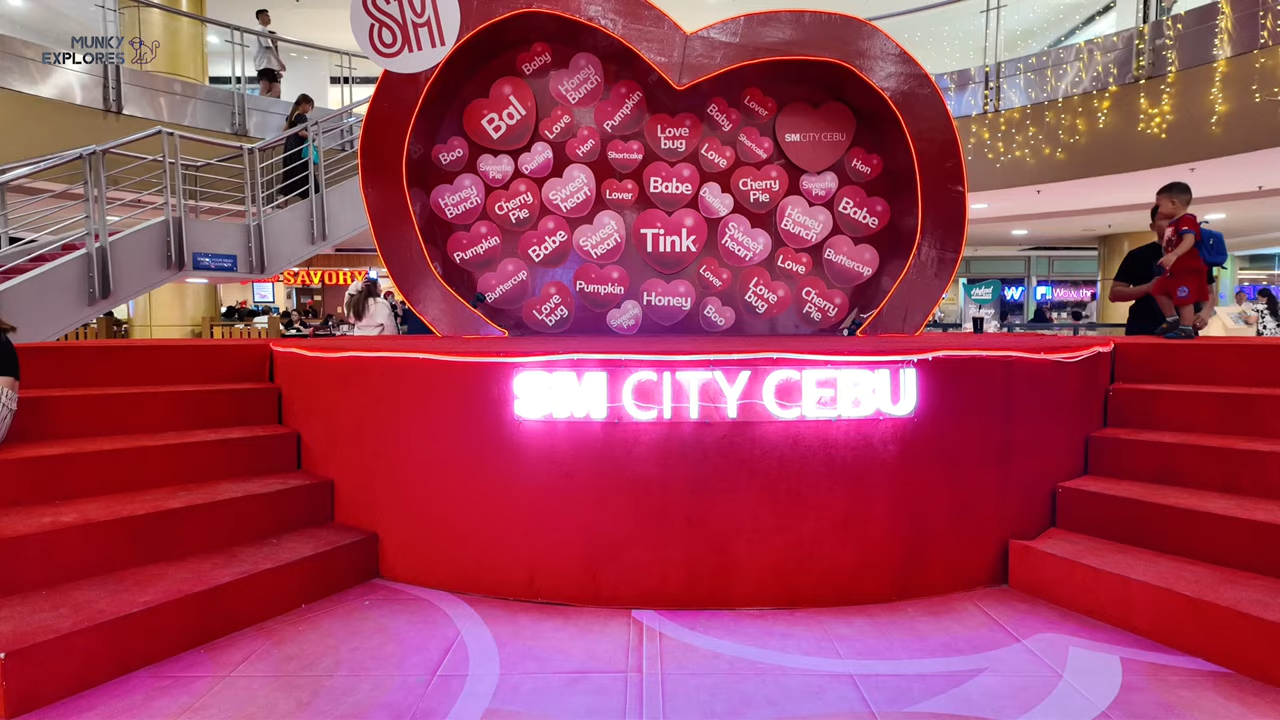 MUNKY
EXPLORES
SM
Baby
Honey
Bunch
Bal
Pumpkin
Love
Baby
Lover
SM CITY CEBU
Boo
Sweetie
Pie
Darling
Hon
Shortcake
Love
bug
Love
Shortcake
Hon
Honey
Bunch
Cherry
Pie
Sweet
heart
Lover
Babe
Darling
Cherry
Pie
Sweetie
Pie
Honey
Bunch
Babe
Pumpkin
Babe
Sweet
heart
Tink
Sweet
heart
Love
Buttercup
Buttercup
Love
bug
Pumpkin
Sweetie
Pie
Honey
Lover
Boo
Love
bug
Cherry
Pie
SAVORY
SM CITY CEBU